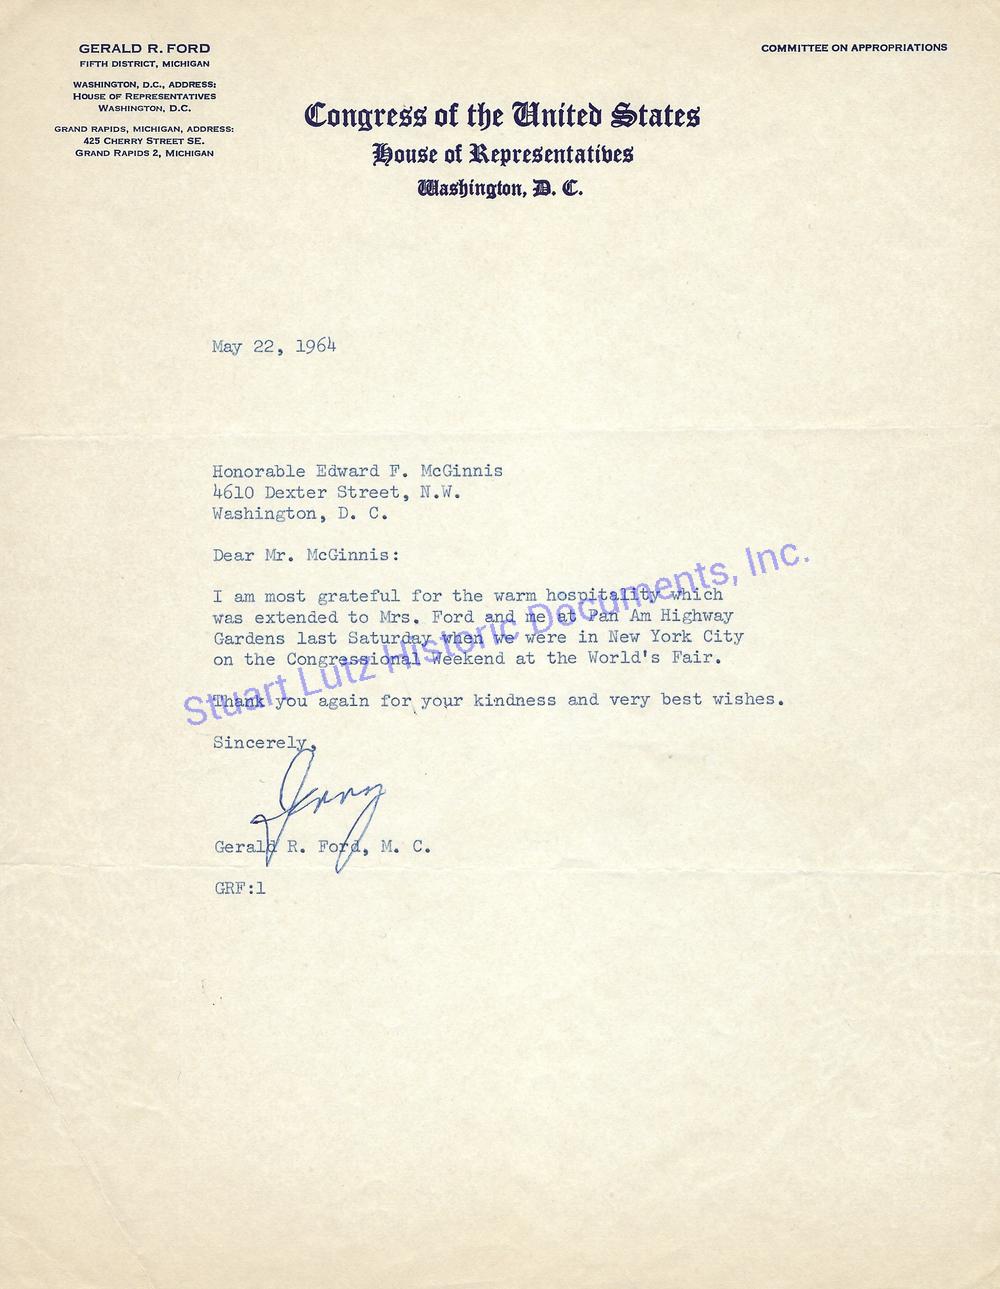 GERALD R. FORD
FIFTH DISTRICT, MICHIGAN
WASHINGTON, D.C., ADDRESS:
HOUSE OF REPRESENTATIVES
WASHINGTON, D.C.
GRAND RAPIDS, MICHIGAN, ADDRESS:
425 CHERRY STREET SE.
GRAND RAPIDS 2, MICHIGAN
COMMITTEE ON APPROPRIATIONS
Congress of the United States
House of Representatives
Washington, D. C.
May 22, 1964
Honorable Edward F. McGinnis
4610 Dexter Street, N.W.
Washington, D. C.
Dear Mr. McGinnis:
I am most grateful for the warm hospitality which
was extended to Mrs. Ford and me at Pan Am Highway
Gardens last Saturday when we were in New York City
on the Congressional Weekend at the World's Fair.
Thank you again for your kindness and very best wishes.
Sincerely,
Jerry
Gerald R. Ford, M. C.
GRF:l
Stuart Lutz Historic Documents, Inc.